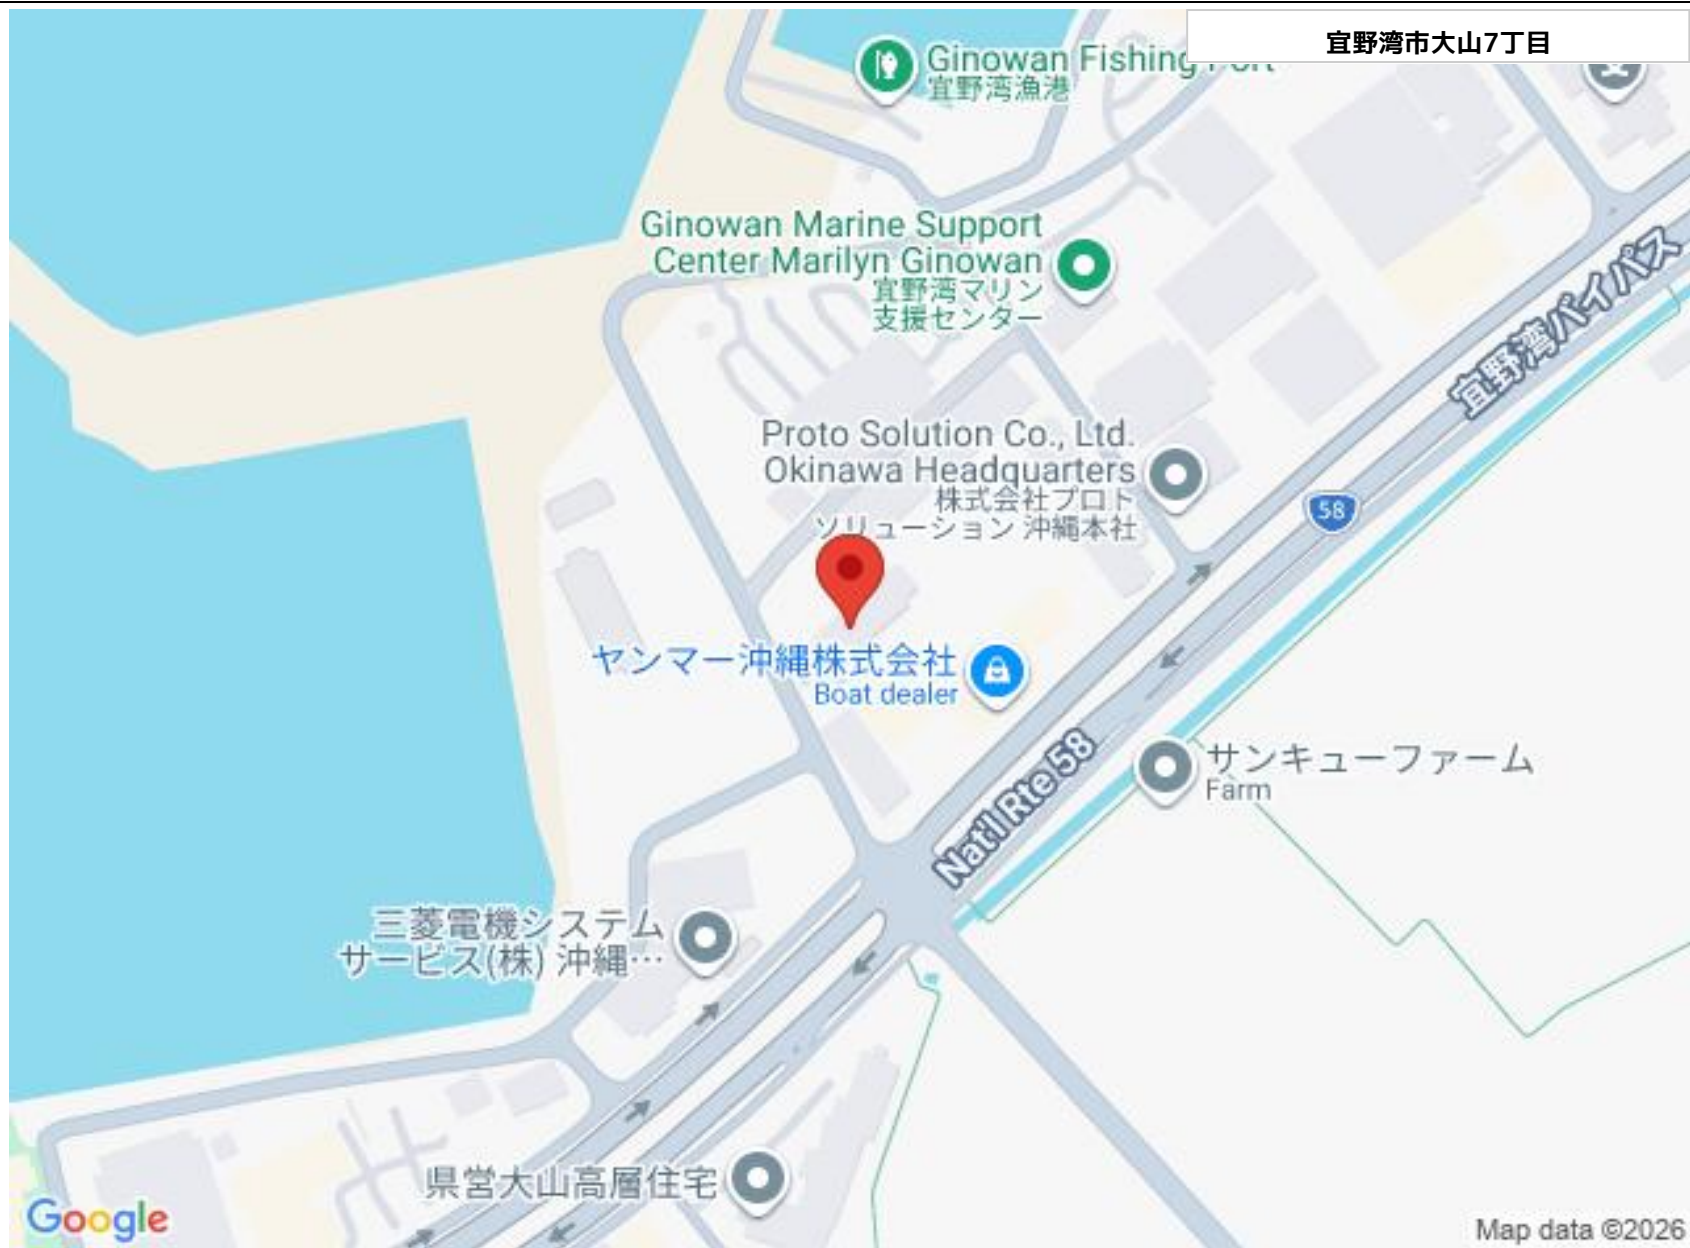 宜野湾市大山7丁目
Ginowan Fishing Port
宜野湾漁港
Ginowan Marine Support
Center Marilyn Ginowan
宜野湾マリン
支援センター
宜野湾バイパス
Proto Solution Co., Ltd.
Okinawa Headquarters
株式会社プロト
ソリューション 沖縄本社
58
ヤンマー沖縄株式会社
Boat dealer
Nat'l Rte 58
サンキューファーム
Farm
三菱電機システム
サービス(株) 沖縄…
県営大山高層住宅
Google
Map data ©2026